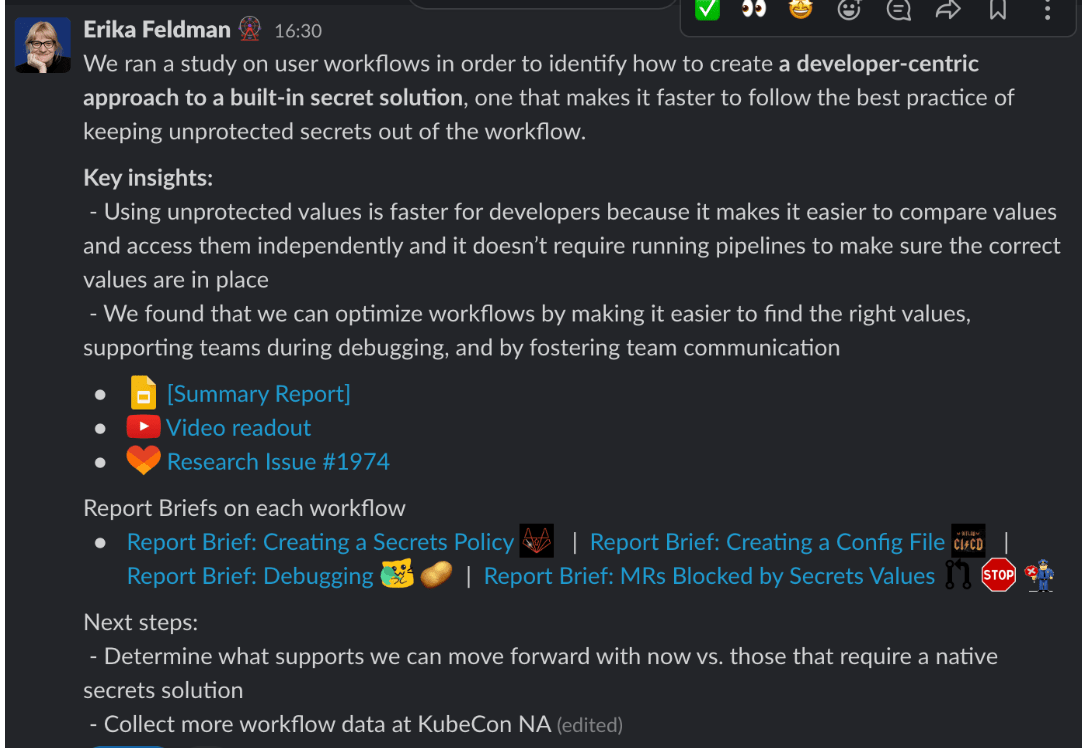 Erika Feldman 16:30
We ran a study on user workflows in order to identify how to create a developer-centric
approach to a built-in secret solution, one that makes it faster to follow the best practice of
keeping unprotected secrets out of the workflow.
Key insights:
- Using unprotected values is faster for developers because it makes it easier to compare values
and access them independently and it doesn’t require running pipelines to make sure the correct
values are in place
- We found that we can optimize workflows by making it easier to find the right values,
supporting teams during debugging, and by fostering team communication
● [Summary Report]
● Video readout
● Research Issue #1974
Report Briefs on each workflow
● Report Brief: Creating a Secrets Policy | Report Brief: Creating a Config File CI/CD |
Report Brief: Debugging | Report Brief: MRs Blocked by Secrets Values STOP
Next steps:
- Determine what supports we can move forward with now vs. those that require a native
secrets solution
- Collect more workflow data at KubeCon NA (edited)